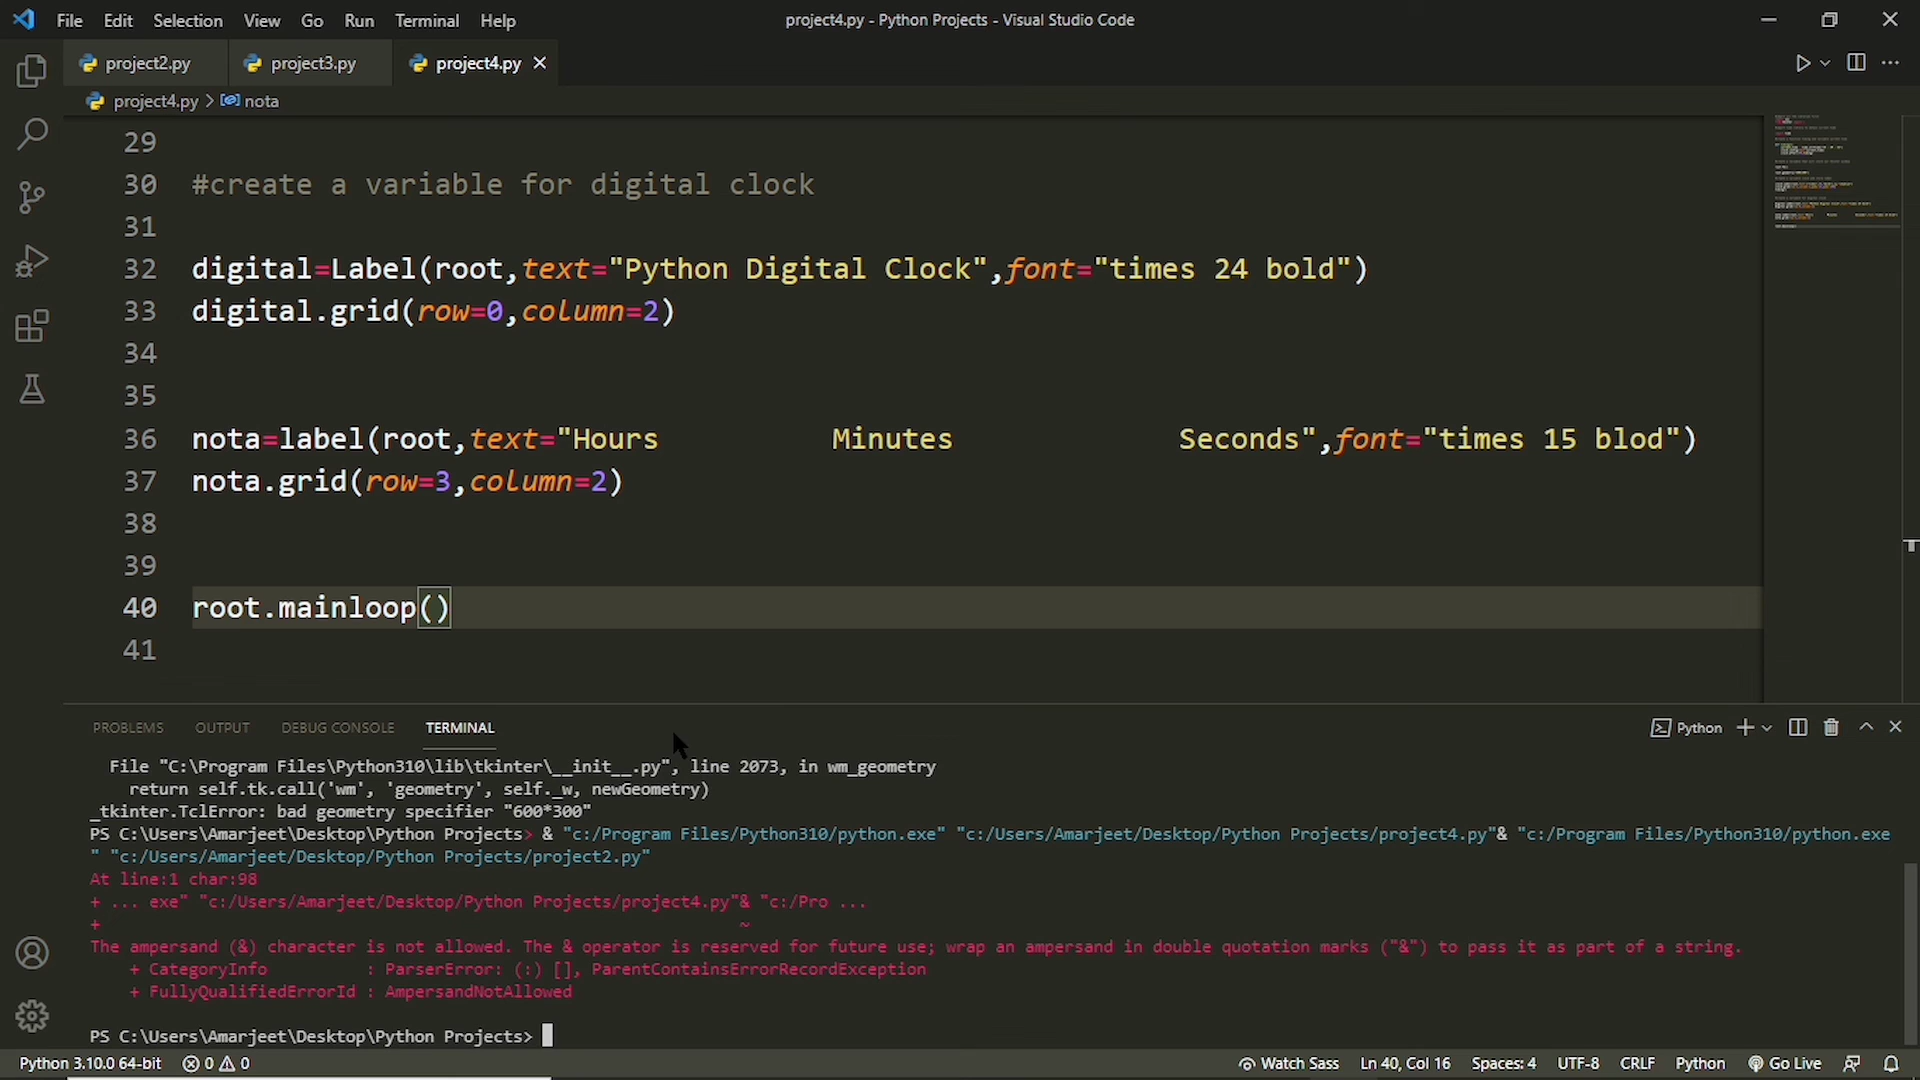 File Edit Selection View Go Run Terminal Help
project4.py - Python Projects - Visual Studio Code
project2.py project3.py project4.py
project4.py > nota
29
30 #create a variable for digital clock
31
32 digital=Label(root,text="Python Digital Clock",font="times 24 bold")
33 digital.grid(row=0,column=2)
34
35
36 nota=label(root,text="Hours          Minutes             Seconds",font="times 15 blod")
37 nota.grid(row=3,column=2)
38
39
40 root.mainloop()
41
PROBLEMS OUTPUT DEBUG CONSOLE TERMINAL
Python
File "C:\Program Files\Python310\lib\tkinter\__init__.py", line 2073, in wm_geometry
return self.tk.call('wm', 'geometry', self._w, newGeometry)
_tkinter.TclError: bad geometry specifier "600*300"
PS C:\Users\Amarjeet\Desktop\Python Projects> & "c:/Program Files/Python310/python.exe" "c:/Users/Amarjeet/Desktop/Python Projects/project4.py"& "c:/Program Files/Python310/python.exe
" "c:/Users/Amarjeet/Desktop/Python Projects/project2.py"
At line:1 char:98
+ ... exe" "c:/Users/Amarjeet/Desktop/Python Projects/project4.py"& "c:/Pro ...
+                                                                 ~
The ampersand (&) character is not allowed. The & operator is reserved for future use; wrap an ampersand in double quotation marks ("&") to pass it as part of a string.
+ CategoryInfo          : ParserError: (:) [], ParentContainsErrorRecordException
+ FullyQualifiedErrorId : AmpersandNotAllowed
PS C:\Users\Amarjeet\Desktop\Python Projects>
Python 3.10.0 64-bit 0 0 Watch Sass Ln 40, Col 16 Spaces: 4 UTF-8 CRLF Python Go Live